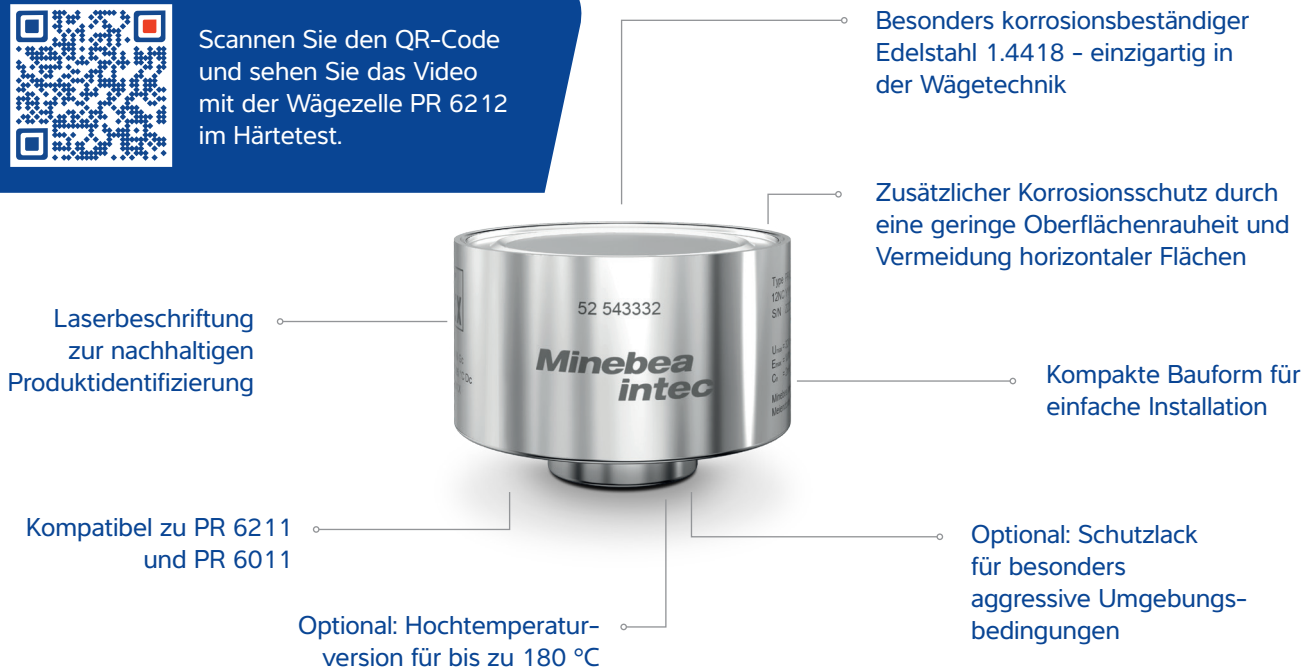 Scannen Sie den QR-Code
und sehen Sie das Video
mit der Wägezelle PR 6212
im Härtetest.
Besonders korrosionsbeständiger
Edelstahl 1.4418 - einzigartig in
der Wägetechnik
Zusätzlicher Korrosionsschutz durch
eine geringe Oberflächenrauheit und
Vermeidung horizontaler Flächen
Laserbeschriftung
zur nachhaltigen
Produktidentifizierung
52 543332
Minebea
intec
Type
12NC
S/N
Kompakte Bauform für
einfache Installation
Kompatibel zu PR 6211
und PR 6011
Optional: Schutzlack
für besonders
aggressive Umgebungs-
bedingungen
Optional: Hochtemperatur-
version für bis zu 180 °C